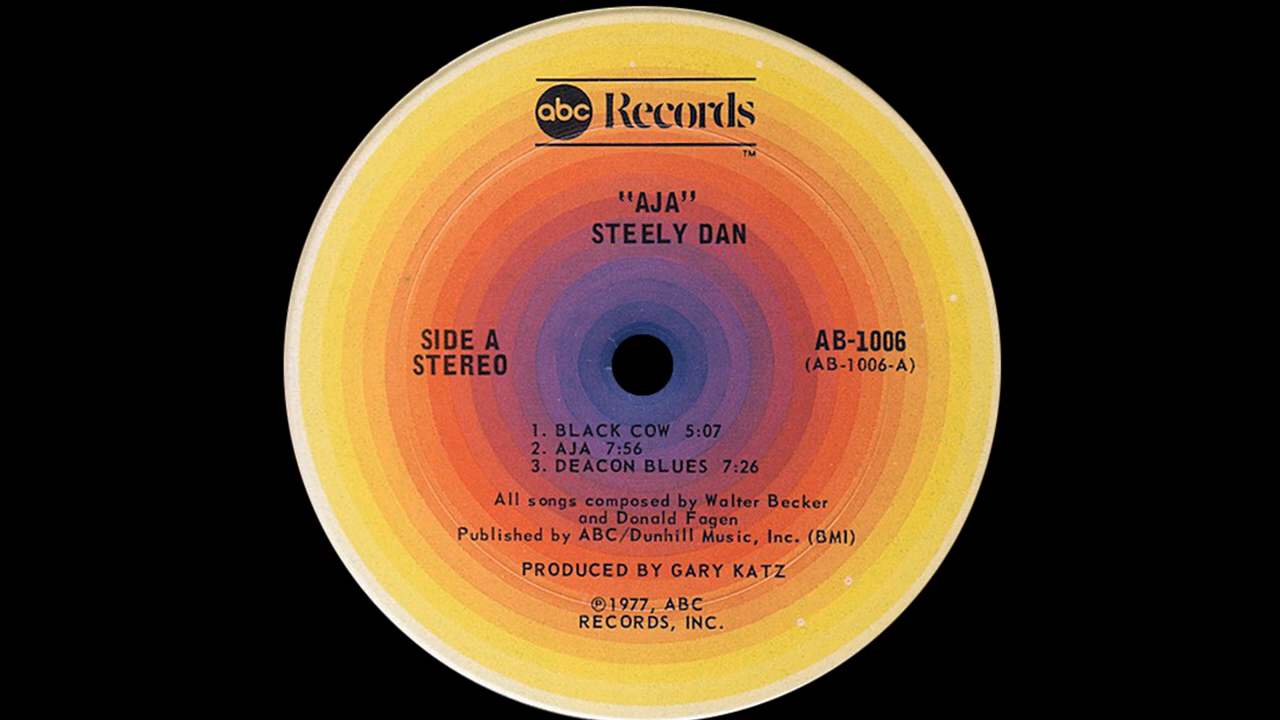 abc Records
TM
"AJA"
STEELY DAN
SIDE A
STEREO
AB-1006
(AB-1006-A)
1. BLACK COW 5:07
2. AJA 7:56
3. DEACON BLUES 7:26
All songs composed by Walter Becker
and Donald Fagen
Published by ABC/Dunhill Music, Inc. (BMI)
PRODUCED BY GARY KATZ
℗1977, ABC
RECORDS, INC.